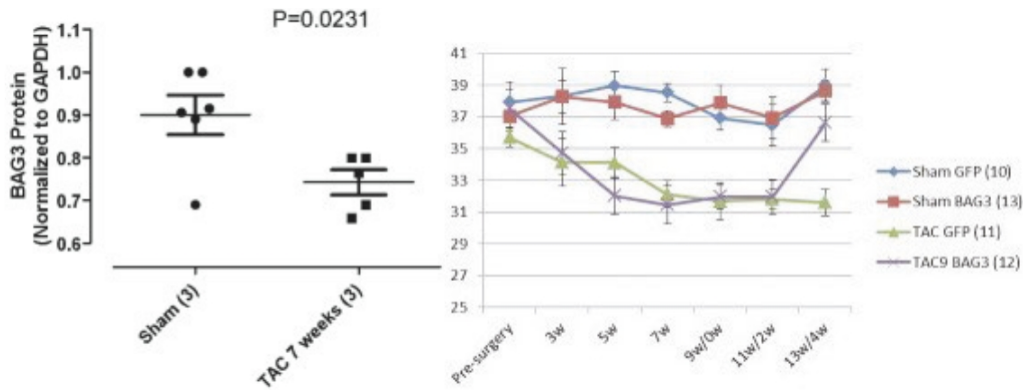 P=0.0231
BAG3 Protein
(Normalized to GAPDH)
1.1
1.0
0.9
0.8
0.7
0.6
Sham (3)
TAC 7 weeks (3)
41
39
37
35
33
31
29
27
25
Pre-surgery
3w
5w
7w
9w/0w
11w/2w
13w/4w
Sham GFP (10)
Sham BAG3 (13)
TAC GFP (11)
TAC9 BAG3 (12)